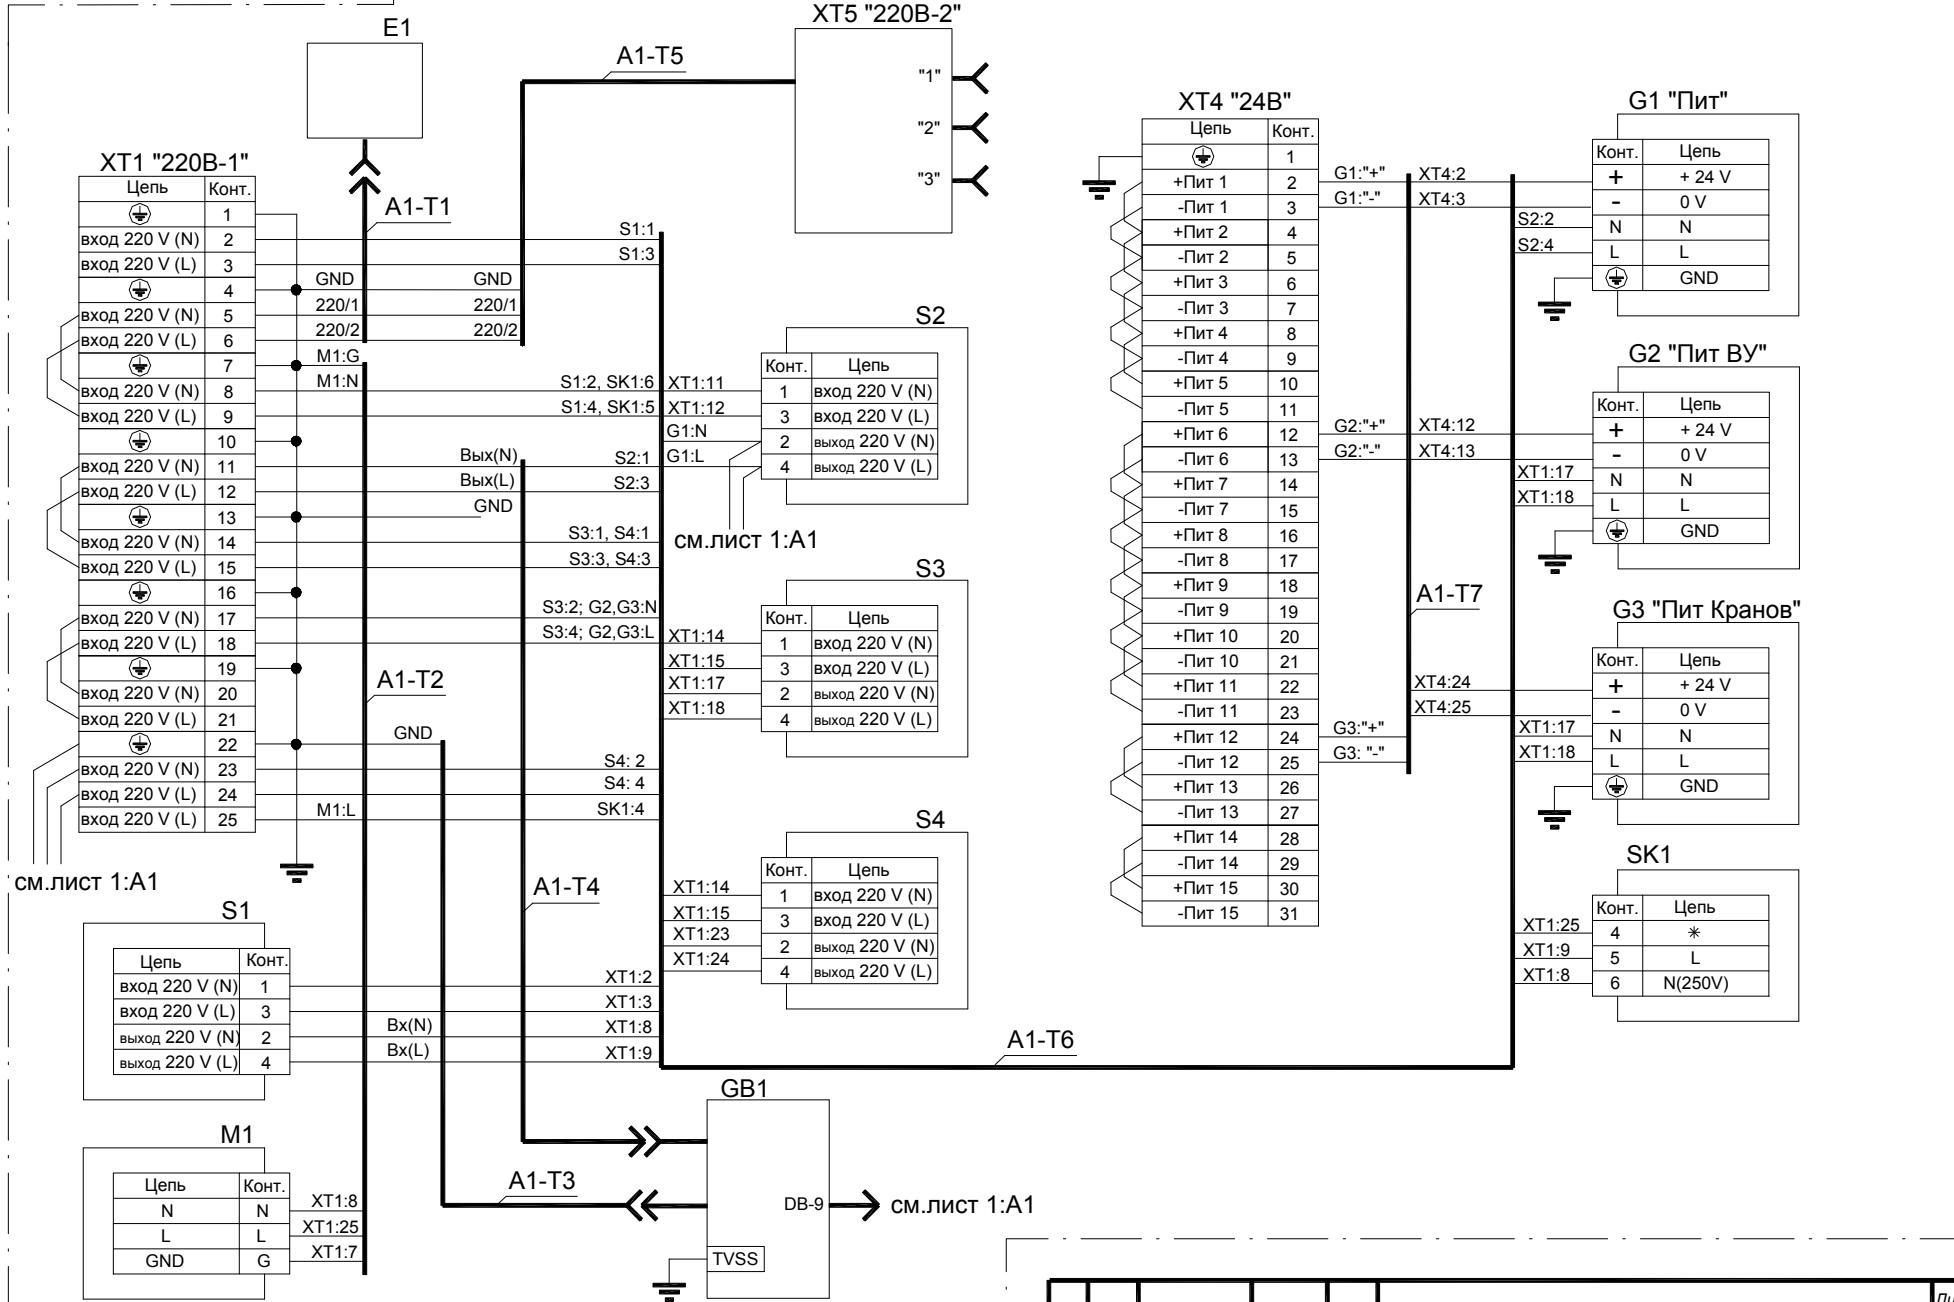 E1
XT5 "220В-2"
A1-T5
"1"
"2"
"3"
XT1 "220В-1"
Цепь Конт.
1
вход 220 V (N) 2
вход 220 V (L) 3
4
вход 220 V (N) 5
вход 220 V (L) 6
7
вход 220 V (N) 8
вход 220 V (L) 9
10
вход 220 V (N) 11
вход 220 V (L) 12
13
вход 220 V (N) 14
вход 220 V (L) 15
16
вход 220 V (N) 17
вход 220 V (L) 18
19
вход 220 V (N) 20
вход 220 V (L) 21
22
вход 220 V (N) 23
вход 220 V (L) 24
вход 220 V (L) 25
см.лист 1:А1
A1-T1
S1:1
S1:3
GND GND
220/1 220/1
220/2 220/2
M1:G
M1:N
S1:2, SK1:6
S1:4, SK1:5
Вых(N) S2:1
Вых(L) S2:3
GND
S3:1, S4:1
S3:3, S4:3
S3:2; G2,G3:N
S3:4; G2,G3:L
A1-T2
GND
S4: 2
S4: 4
M1:L SK1:4
A1-T4
S1
Цепь Конт.
вход 220 V (N) 1
вход 220 V (L) 3
выход 220 V (N) 2
выход 220 V (L) 4
XT1:2
XT1:3
Вх(N) XT1:8
Вх(L) XT1:9
M1
Цепь Конт.
N N XT1:8
L L XT1:25
GND G XT1:7
A1-T3
GB1
DB-9
см.лист 1:А1
TVSS
S2
Конт. Цепь
XT1:11 1 вход 220 V (N)
XT1:12 3 вход 220 V (L)
G1:N 2 выход 220 V (N)
G1:L 4 выход 220 V (L)
см.лист 1:А1
S3
Конт. Цепь
XT1:14 1 вход 220 V (N)
XT1:15 3 вход 220 V (L)
XT1:17 2 выход 220 V (N)
XT1:18 4 выход 220 V (L)
S4
Конт. Цепь
XT1:14 1 вход 220 V (N)
XT1:15 3 вход 220 V (L)
XT1:23 2 выход 220 V (N)
XT1:24 4 выход 220 V (L)
A1-T6
XT4 "24В"
Цепь Конт.
1
+Пит 1 2 G1:"+" XT4:2
-Пит 1 3 G1:"-" XT4:3
+Пит 2 4
-Пит 2 5
+Пит 3 6
-Пит 3 7
+Пит 4 8
-Пит 4 9
+Пит 5 10
-Пит 5 11
+Пит 6 12 G2:"+" XT4:12
-Пит 6 13 G2:"-" XT4:13
+Пит 7 14
-Пит 7 15
+Пит 8 16
-Пит 8 17
+Пит 9 18
-Пит 9 19
+Пит 10 20
-Пит 10 21
+Пит 11 22
-Пит 11 23
+Пит 12 24 G3:"+"
-Пит 12 25 G3: "-"
+Пит 13 26
-Пит 13 27
+Пит 14 28
-Пит 14 29
+Пит 15 30
-Пит 15 31
A1-T7
XT4:24
XT4:25
G1 "Пит"
Конт. Цепь
+ + 24 V
- 0 V
S2:2 N N
S2:4 L L
GND
G2 "Пит ВУ"
Конт. Цепь
+ + 24 V
- 0 V
XT1:17 N N
XT1:18 L L
GND
G3 "Пит Кранов"
Конт. Цепь
+ + 24 V
- 0 V
XT1:17 N N
XT1:18 L L
GND
SK1
Конт. Цепь
XT1:25 4 *
XT1:9 5 L
XT1:8 6 N(250V)